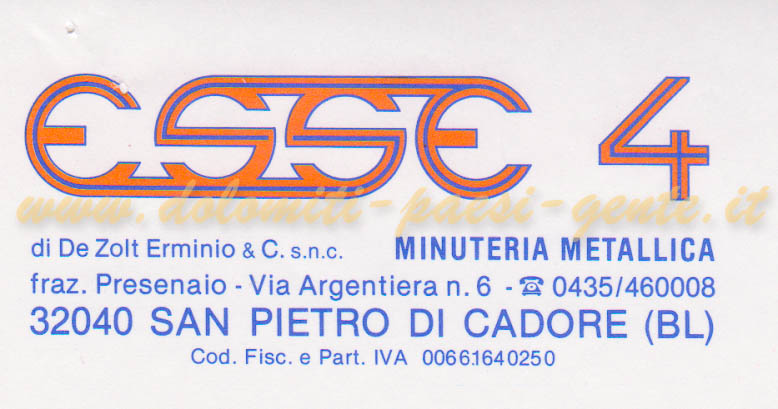 ESSE 4
www.dolomiti-paesi-gente.it
di De Zolt Erminio & C. s.n.c. MINUTERIA METALLICA
fraz. Presenaio - Via Argentiera n. 6 - ☎ 0435/460008
32040 SAN PIETRO DI CADORE (BL)
Cod. Fisc. e Part. IVA 00661640250